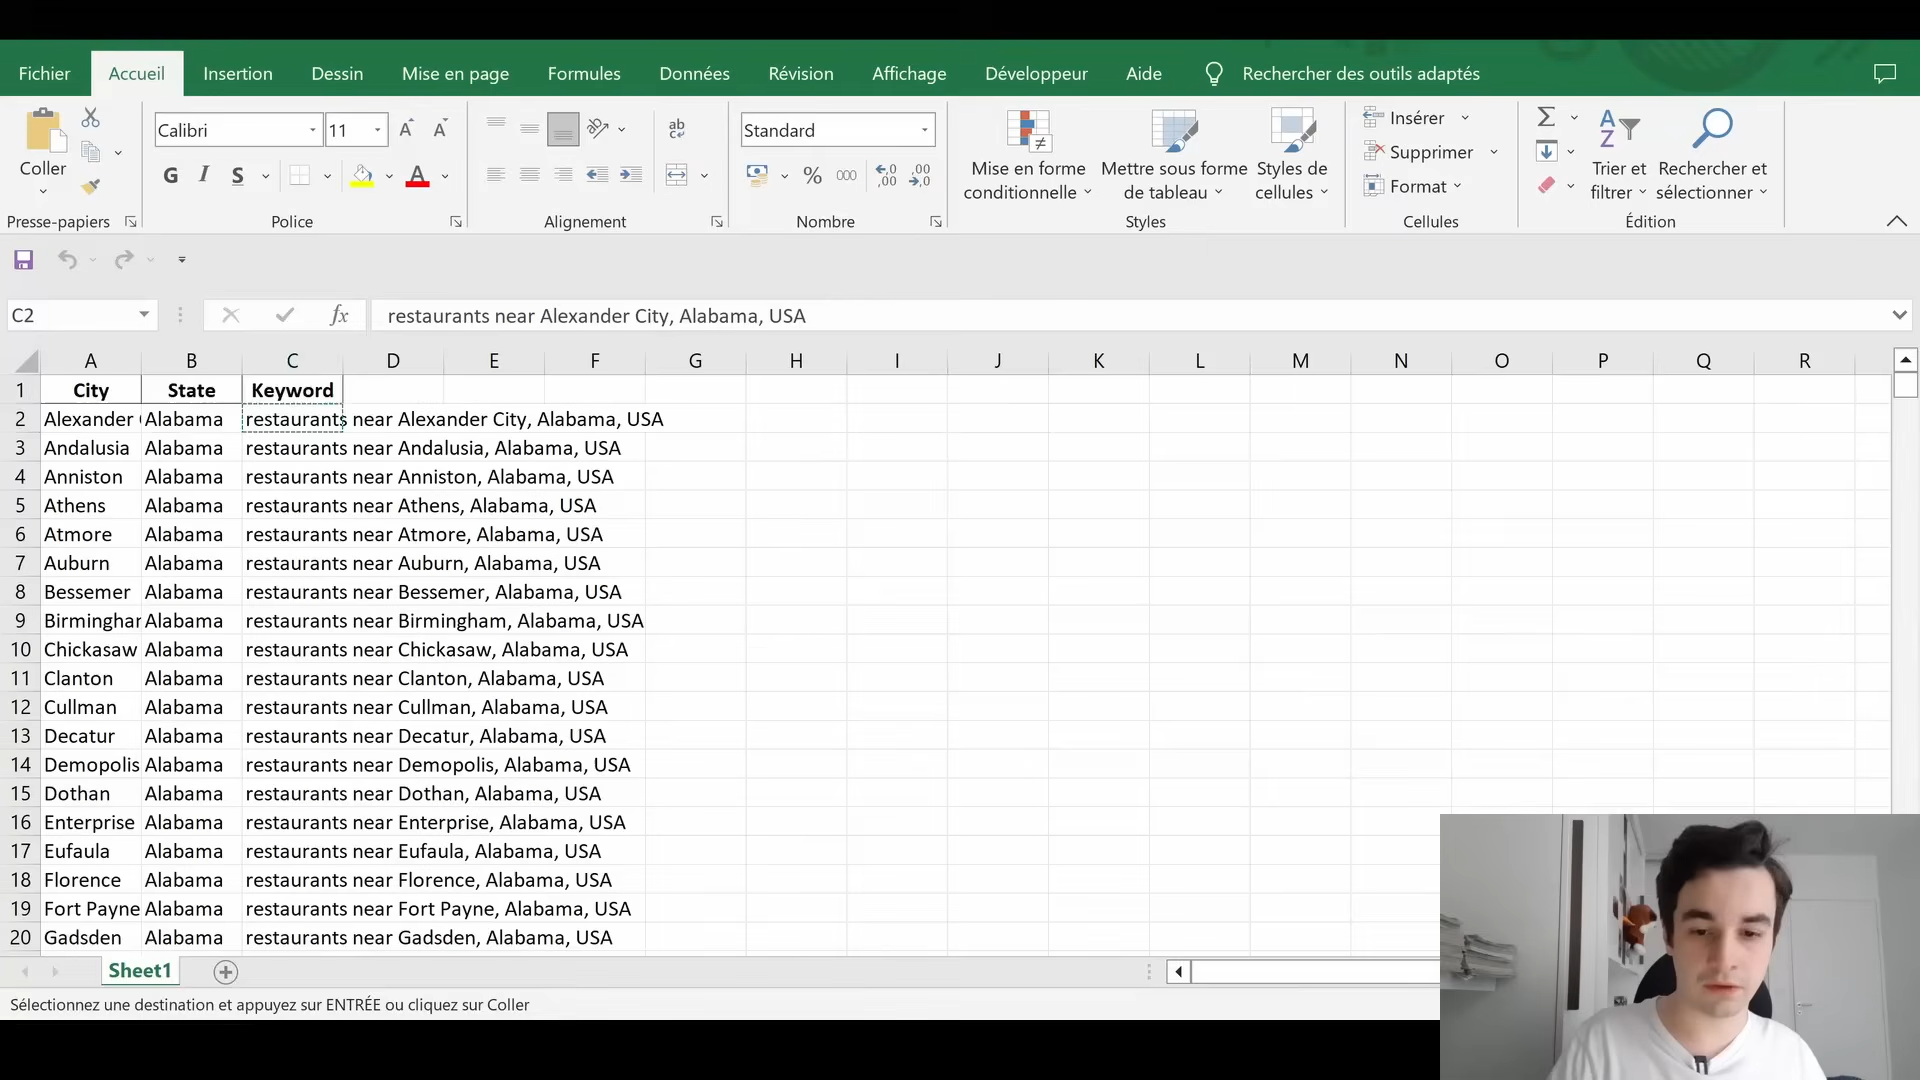 Fichier Accueil Insertion Dessin Mise en page Formules Données Révision Affichage Développeur Aide Rechercher des outils adaptés
Coller
Presse-papiers
Calibri 11
G I S A
Police
ab
Alignement
Standard
% 000
Nombre
Mise en forme conditionnelle
Mettre sous forme de tableau
Styles de cellules
Styles
Insérer
Supprimer
Format
Cellules
Trier et filtrer
Rechercher et sélectionner
Édition
C2 fx restaurants near Alexander City, Alabama, USA
A B C D E F G H I J K L M N O P Q R
1 City State Keyword
2 Alexander Alabama restaurants near Alexander City, Alabama, USA
3 Andalusia Alabama restaurants near Andalusia, Alabama, USA
4 Anniston Alabama restaurants near Anniston, Alabama, USA
5 Athens Alabama restaurants near Athens, Alabama, USA
6 Atmore Alabama restaurants near Atmore, Alabama, USA
7 Auburn Alabama restaurants near Auburn, Alabama, USA
8 Bessemer Alabama restaurants near Bessemer, Alabama, USA
9 Birmingham Alabama restaurants near Birmingham, Alabama, USA
10 Chickasaw Alabama restaurants near Chickasaw, Alabama, USA
11 Clanton Alabama restaurants near Clanton, Alabama, USA
12 Cullman Alabama restaurants near Cullman, Alabama, USA
13 Decatur Alabama restaurants near Decatur, Alabama, USA
14 Demopolis Alabama restaurants near Demopolis, Alabama, USA
15 Dothan Alabama restaurants near Dothan, Alabama, USA
16 Enterprise Alabama restaurants near Enterprise, Alabama, USA
17 Eufaula Alabama restaurants near Eufaula, Alabama, USA
18 Florence Alabama restaurants near Florence, Alabama, USA
19 Fort Payne Alabama restaurants near Fort Payne, Alabama, USA
20 Gadsden Alabama restaurants near Gadsden, Alabama, USA
Sheet1
Sélectionnez une destination et appuyez sur ENTRÉE ou cliquez sur Coller